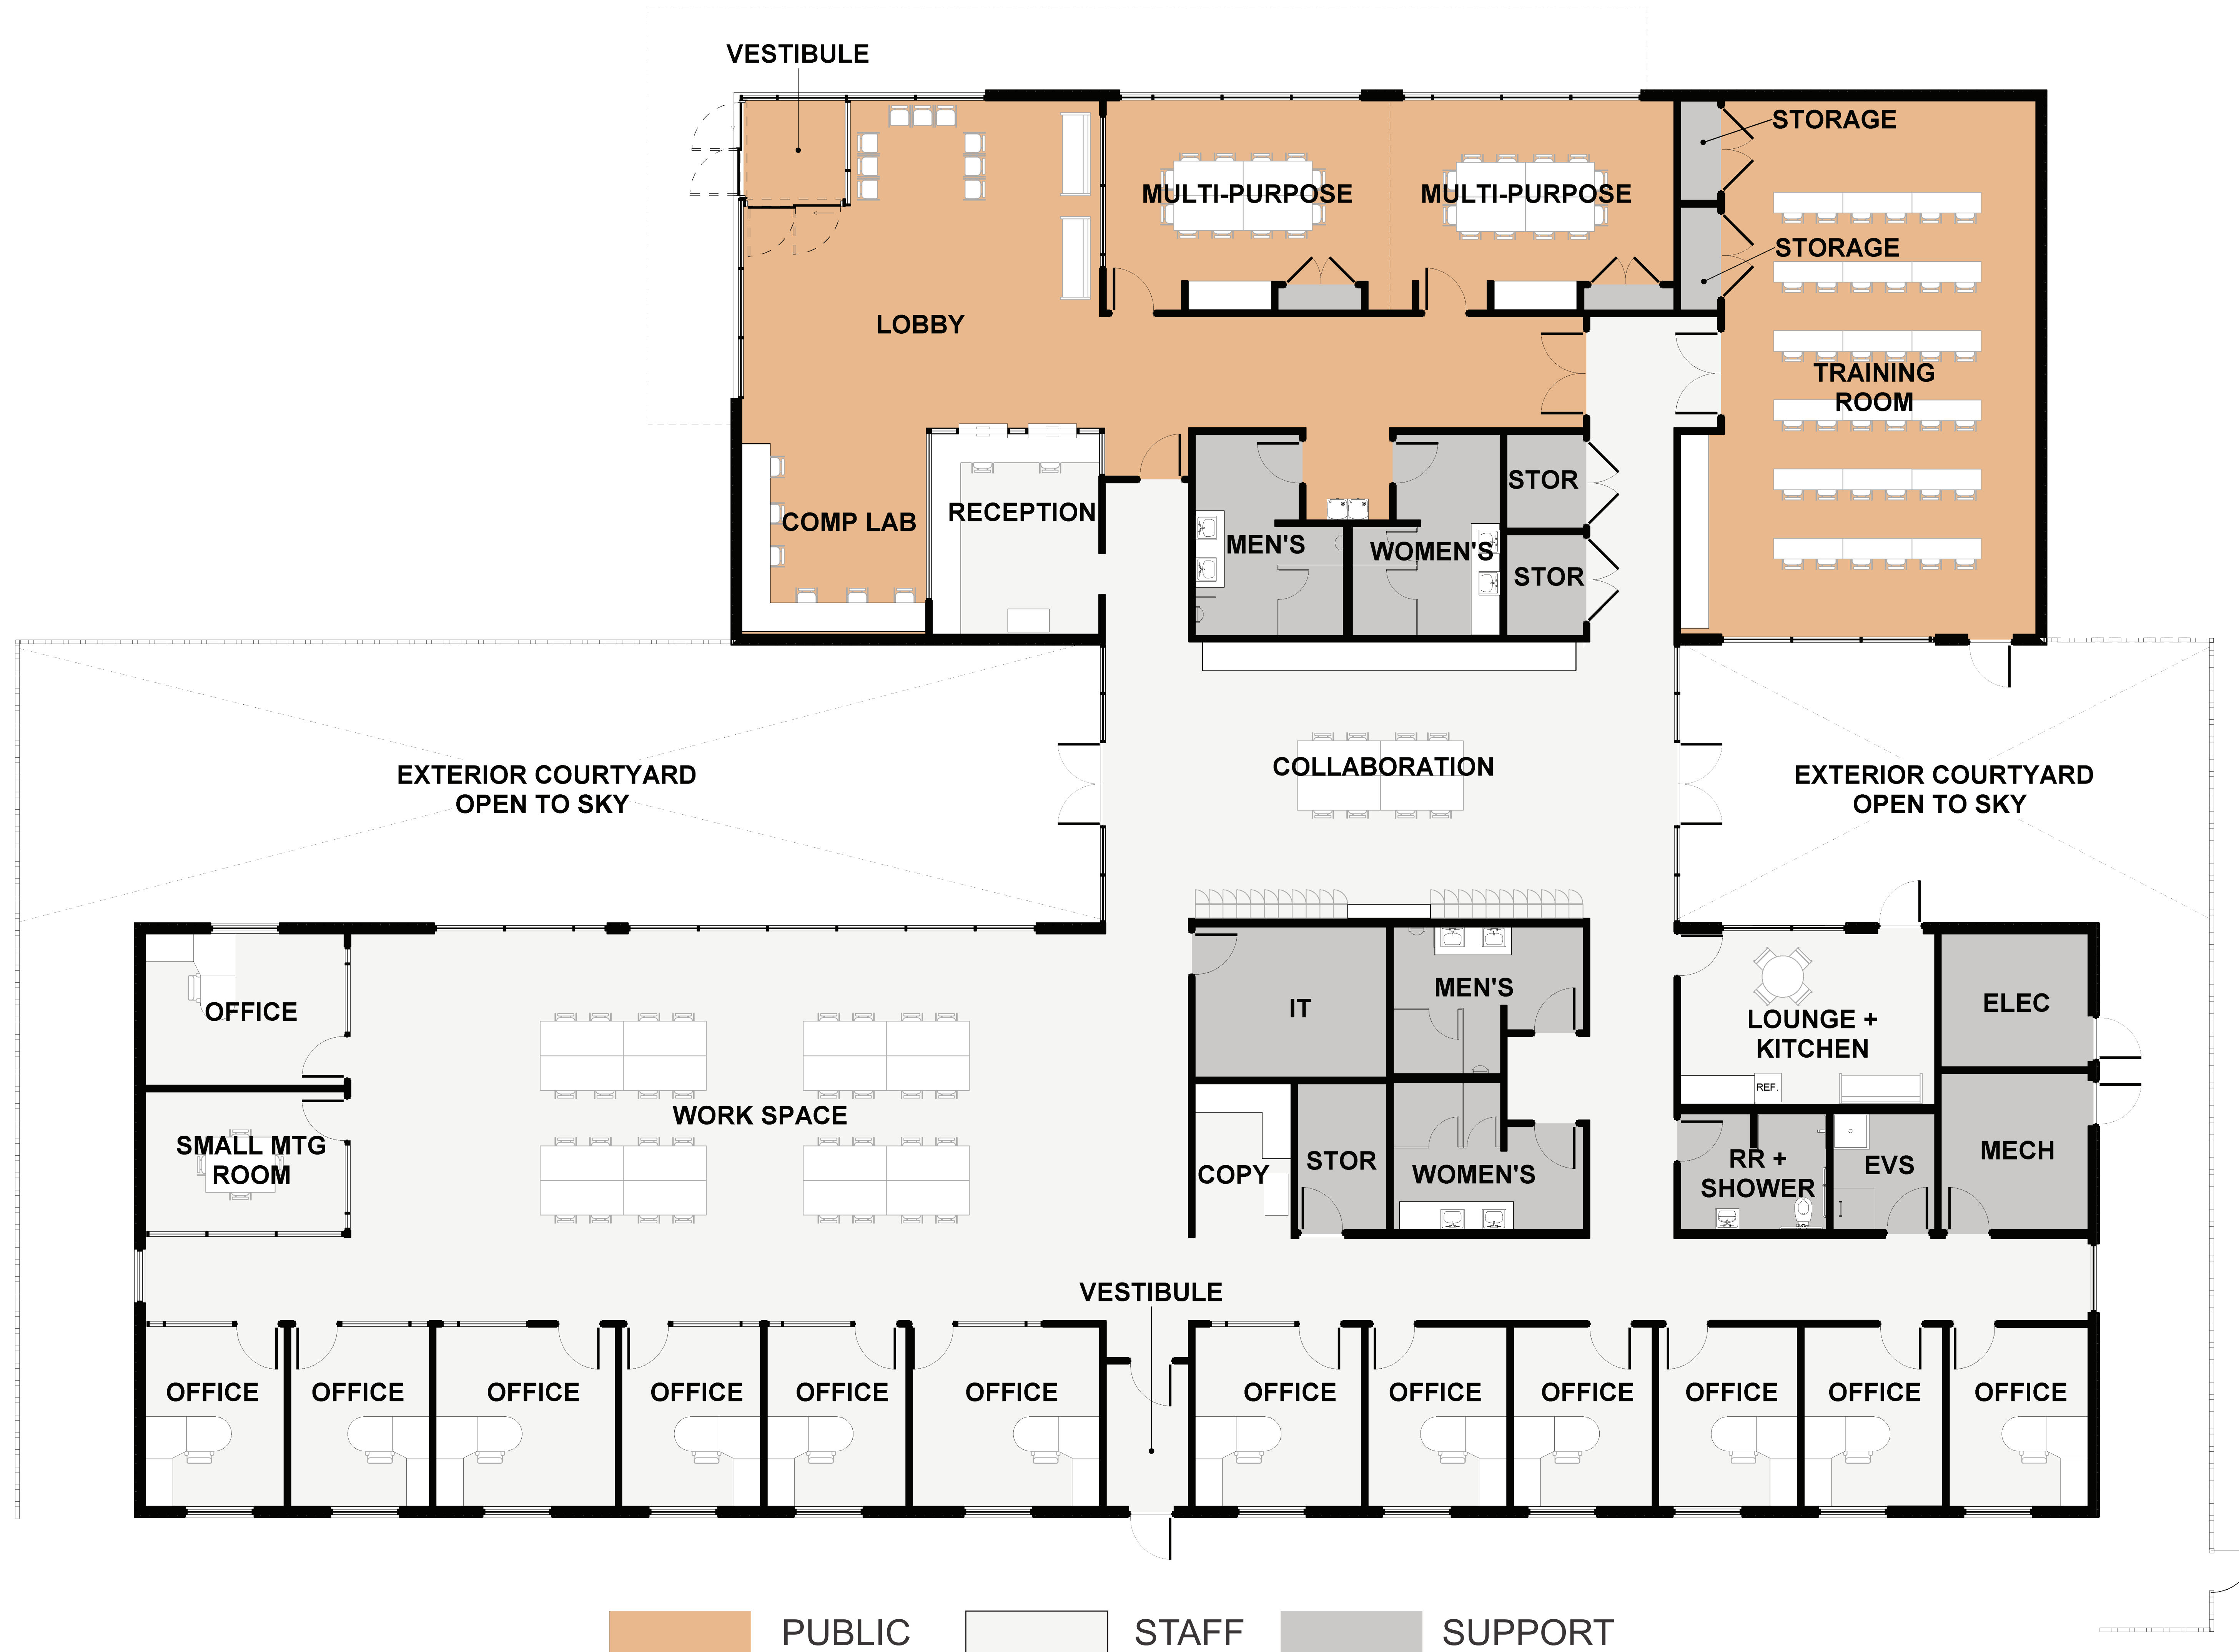 VESTIBULE
STORAGE
MULTI-PURPOSE
MULTI-PURPOSE
STORAGE
LOBBY
TRAINING
ROOM
STOR
RECEPTION
COMP LAB
MEN'S
WOMEN'S
STOR
COLLABORATION
EXTERIOR COURTYARD
OPEN TO SKY
EXTERIOR COURTYARD
OPEN TO SKY
OFFICE
IT
MEN'S
LOUNGE +
KITCHEN
ELEC
REF.
WORK SPACE
SMALL MTG
ROOM
COPY
STOR
WOMEN'S
RR +
SHOWER
EVS
MECH
VESTIBULE
OFFICE
OFFICE
OFFICE
OFFICE
OFFICE
OFFICE
OFFICE
OFFICE
OFFICE
OFFICE
OFFICE
OFFICE
PUBLIC
STAFF
SUPPORT